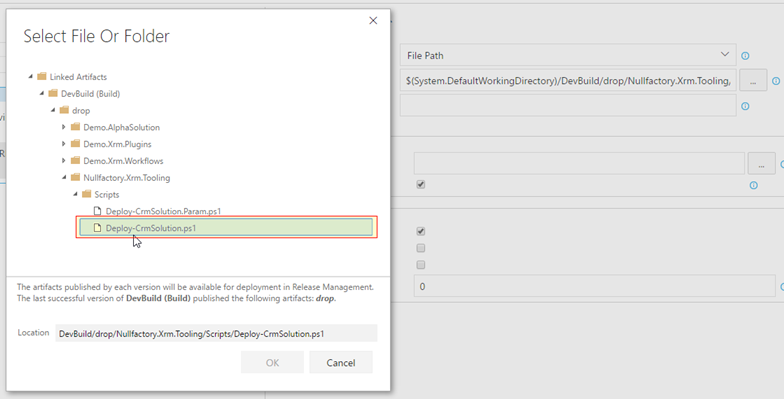 Select File Or Folder
Linked Artifacts
DevBuild (Build)
drop
Demo.AlphaSolution
Demo.Xrm.Plugins
Demo.Xrm.Workflows
Nullfactory.Xrm.Tooling
Scripts
Deploy-CrmSolution.Param.ps1
Deploy-CrmSolution.ps1
The artifacts published by each version will be available for deployment in Release Management.
The last successful version of DevBuild (Build) published the following artifacts: drop.
Location DevBuild/drop/Nullfactory.Xrm.Tooling/Scripts/Deploy-CrmSolution.ps1
OK Cancel
File Path
$(System.DefaultWorkingDirectory)/DevBuild/drop/Nullfactory.Xrm.Tooling, ...
...
0